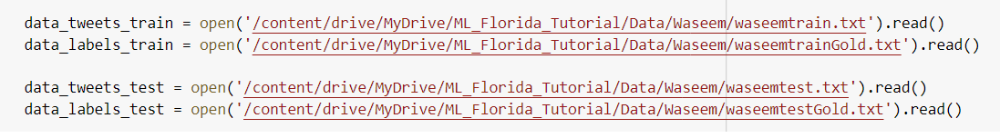 data_tweets_train = open('/content/drive/MyDrive/ML_Florida_Tutorial/Data/Waseem/waseemtrain.txt').read()
data_labels_train = open('/content/drive/MyDrive/ML_Florida_Tutorial/Data/Waseem/waseemtrainGold.txt').read()
data_tweets_test = open('/content/drive/MyDrive/ML_Florida_Tutorial/Data/Waseem/waseemtest.txt').read()
data_labels_test = open('/content/drive/MyDrive/ML_Florida_Tutorial/Data/Waseem/waseemtestGold.txt').read()